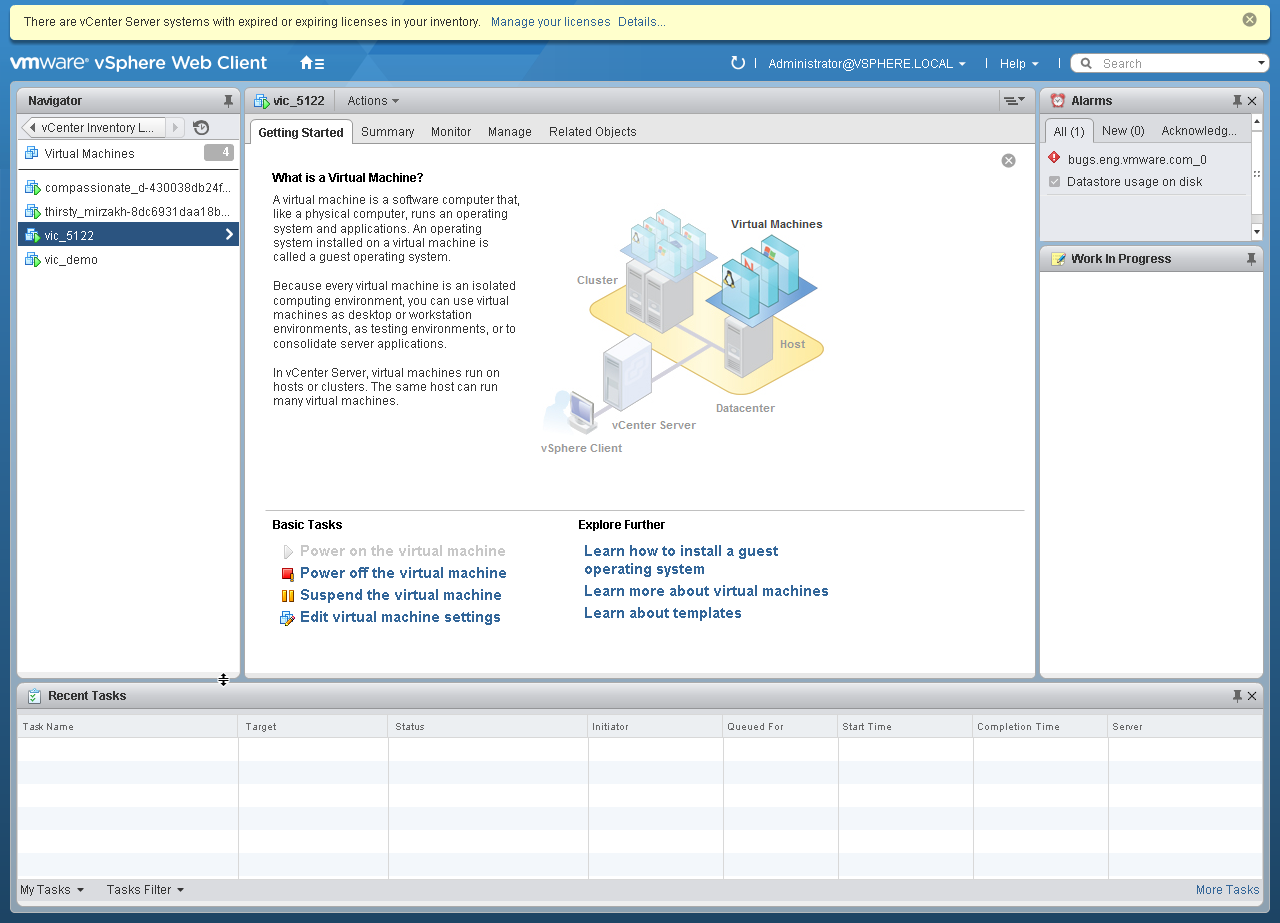 There are vCenter Server systems with expired or expiring licenses in your inventory. Manage your licenses Details...
vmware® vSphere Web Client
Administrator@VSPHERE.LOCAL
Help
Search
Navigator
vCenter Inventory L...
Virtual Machines 4
compassionate_d-430038db24f...
thirsty_mirzakh-8dc6931daa18b...
vic_5122
vic_demo
vic_5122 Actions
Getting Started Summary Monitor Manage Related Objects
What is a Virtual Machine?
A virtual machine is a software computer that,
like a physical computer, runs an operating
system and applications. An operating
system installed on a virtual machine is
called a guest operating system.
Because every virtual machine is an isolated
computing environment, you can use virtual
machines as desktop or workstation
environments, as testing environments, or to
consolidate server applications.
In vCenter Server, virtual machines run on
hosts or clusters. The same host can run
many virtual machines.
Virtual Machines
Cluster
Host
Datacenter
vCenter Server
vSphere Client
Basic Tasks
Power on the virtual machine
Power off the virtual machine
Suspend the virtual machine
Edit virtual machine settings
Explore Further
Learn how to install a guest
operating system
Learn more about virtual machines
Learn about templates
Alarms
All (1) New (0) Acknowledg...
bugs.eng.vmware.com_0
Datastore usage on disk
Work In Progress
Recent Tasks
Task Name Target Status Initiator Queued For Start Time Completion Time Server
My Tasks Tasks Filter More Tasks